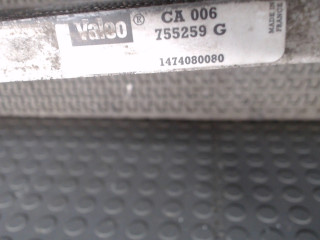 Valeo® CA 006
755259 G
MADE IN
FRANCE
1474080080